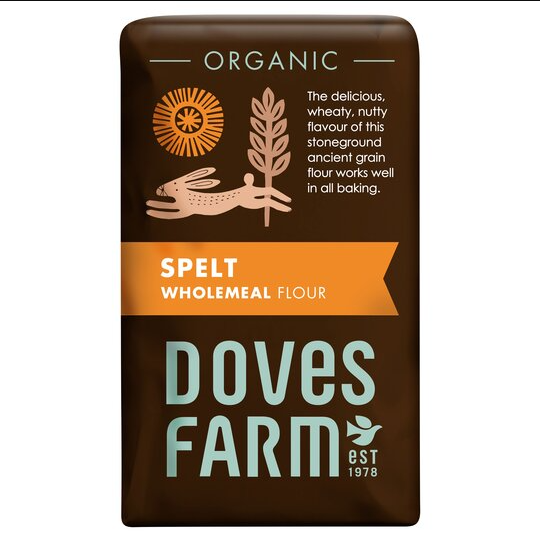 ORGANIC
The delicious,
wheaty, nutty
flavour of this
stoneground
ancient grain
flour works well
in all baking.
SPELT
WHOLEMEAL FLOUR
DOVES
FARM
EST
1978